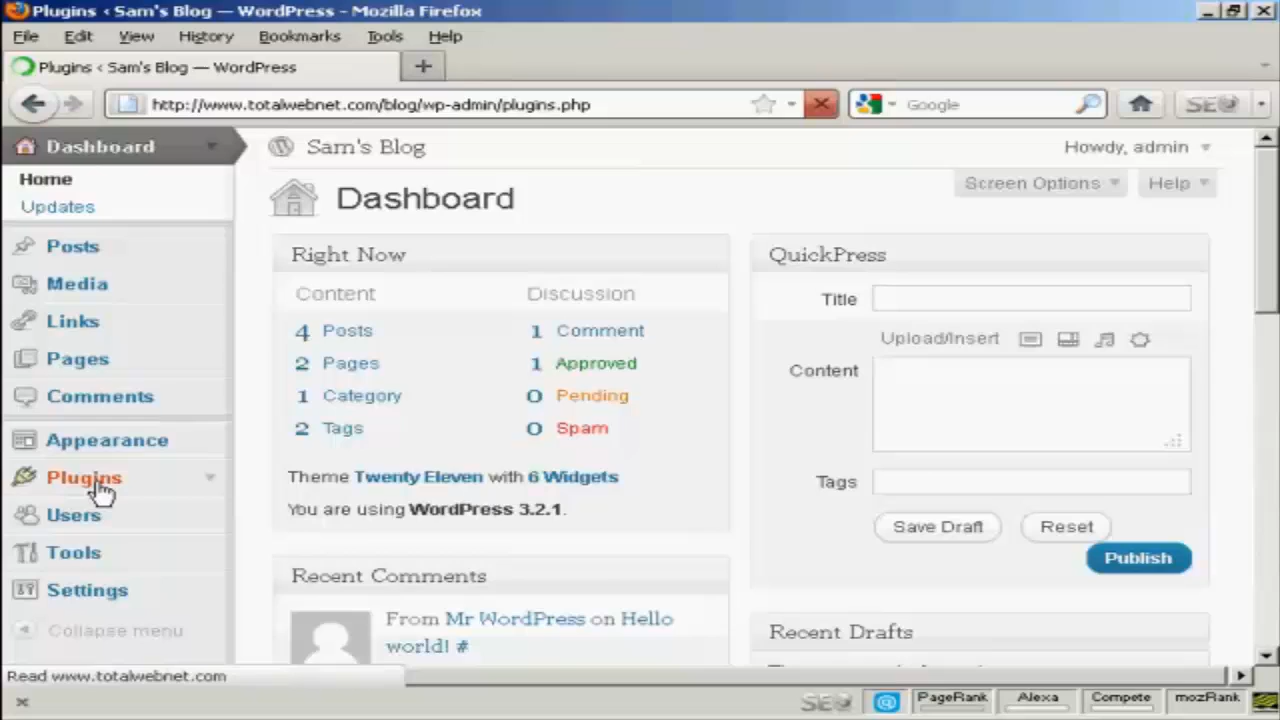 Plugins ‹ Sam's Blog — WordPress - Mozilla Firefox
File Edit View History Bookmarks Tools Help
Plugins ‹ Sam's Blog — WordPress
http://www.totalwebnet.com/blog/wp-admin/plugins.php
Google
SEO
Dashboard
Home
Updates
Posts
Media
Links
Pages
Comments
Appearance
Plugins
Users
Tools
Settings
Collapse menu
Sam's Blog
Howdy, admin
Screen Options
Help
Dashboard
Right Now
Content Discussion
4 Posts 1 Comment
2 Pages 1 Approved
1 Category 0 Pending
2 Tags 0 Spam
Theme Twenty Eleven with 6 Widgets
You are using WordPress 3.2.1.
Recent Comments
From Mr WordPress on Hello
world! #
QuickPress
Title
Upload/Insert
Content
Tags
Save Draft
Reset
Publish
Recent Drafts
Read www.totalwebnet.com
SEO
PageRank
Alexa
Compete
mozRank